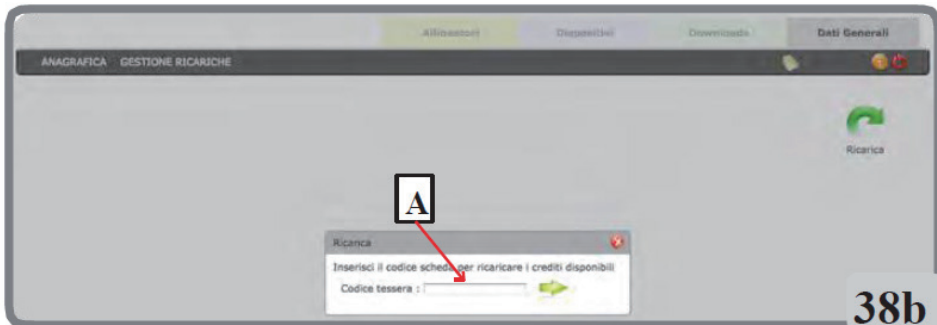 Alimentatori Dispositivi Downloads Dati Generali
ANAGRAFICA GESTIONE RICARICHE
Ricarica
A
Ricarica
Inserisci il codice scheda per ricaricare i crediti disponibili
Codice tessera :
38b